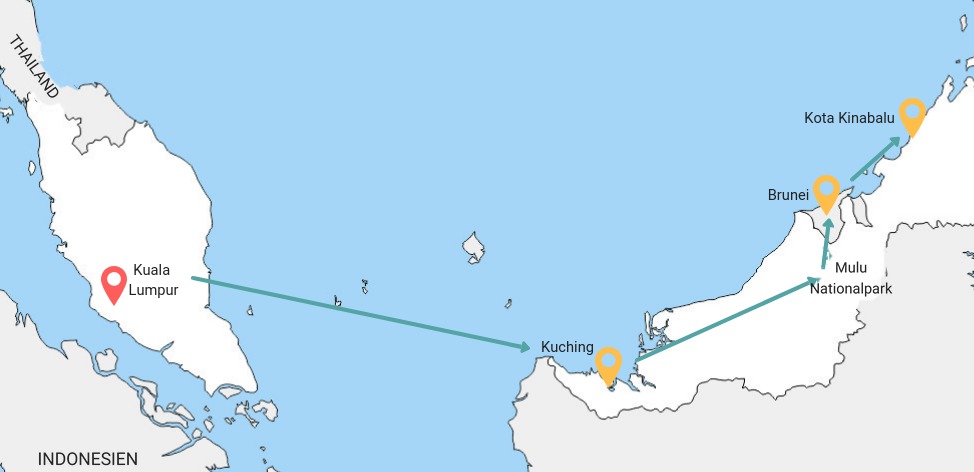 THAILAND
Kota Kinabalu
Brunei
Kuala
Lumpur
Mulu
Nationalpark
Kuching
INDONESIEN